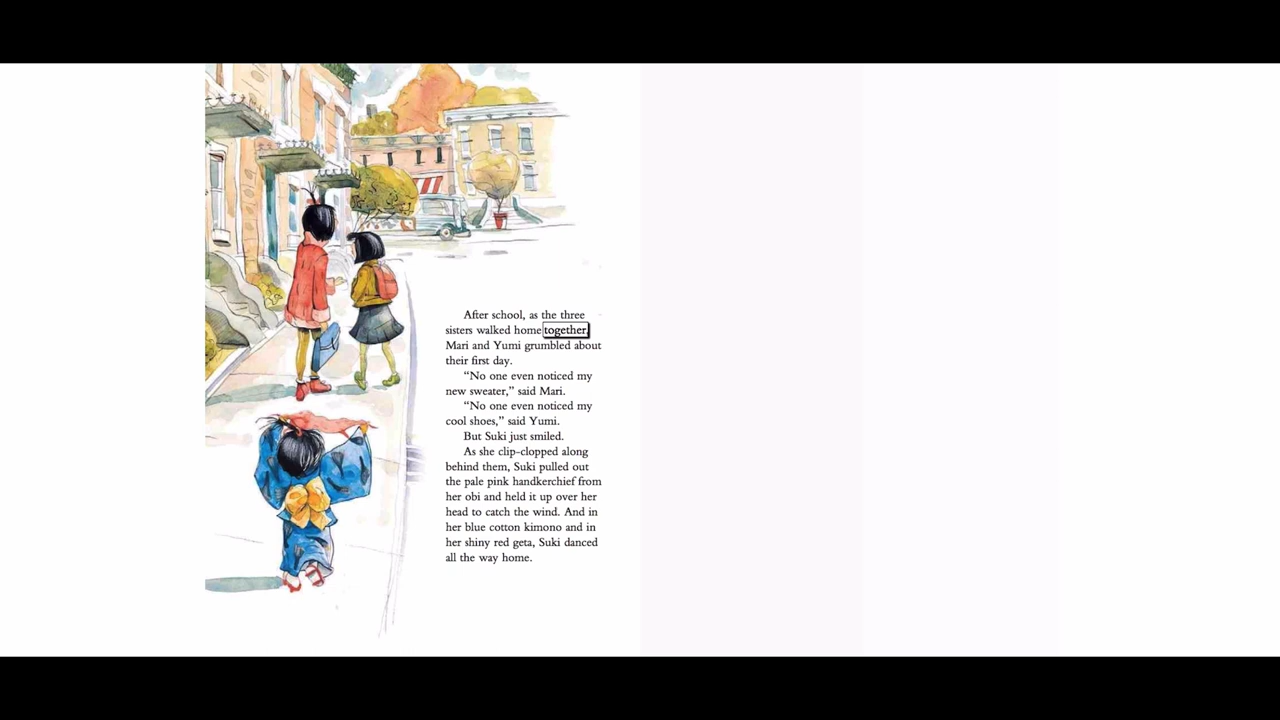 After school, as the three
sisters walked home together,
Mari and Yumi grumbled about
their first day.
“No one even noticed my
new sweater,” said Mari.
“No one even noticed my
cool shoes,” said Yumi.
But Suki just smiled.
As she clip-clopped along
behind them, Suki pulled out
the pale pink handkerchief from
her obi and held it up over her
head to catch the wind. And in
her blue cotton kimono and in
her shiny red geta, Suki danced
all the way home.